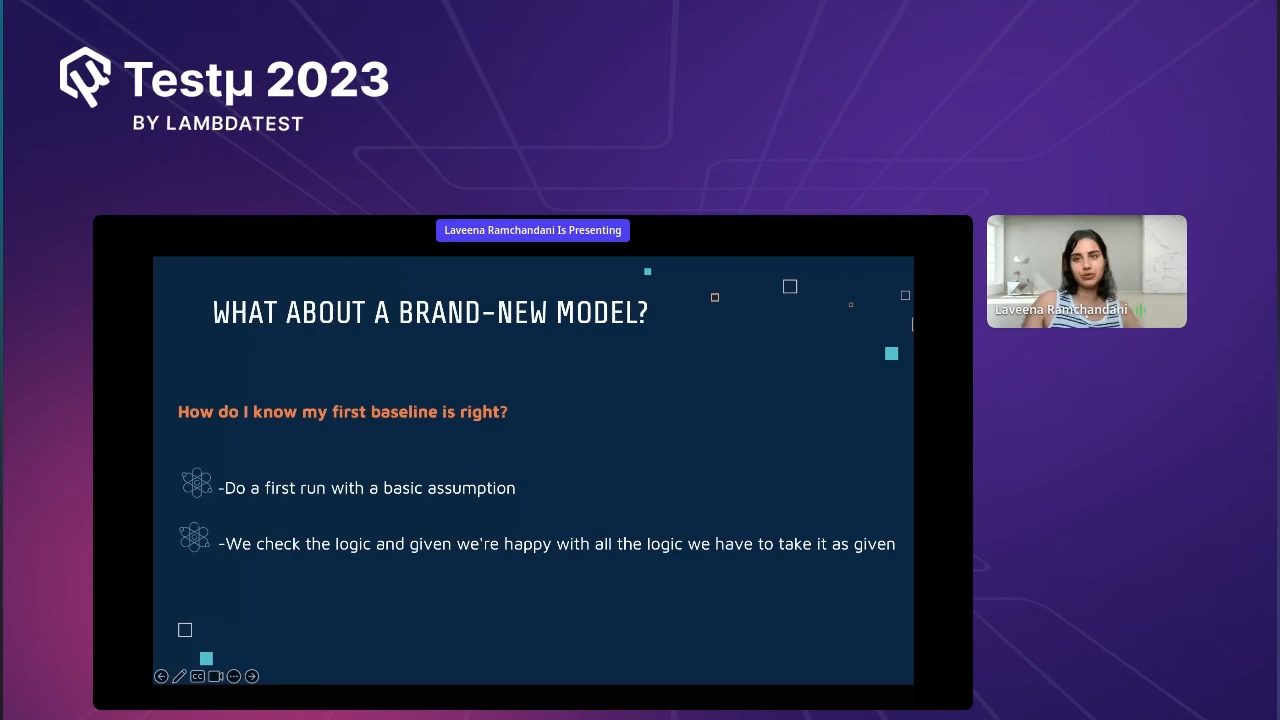 Testμ 2023
BY LAMBDATEST
Laveena Ramchandani Is Presenting
WHAT ABOUT A BRAND-NEW MODEL?
Laveena Ramchandani
How do I know my first baseline is right?
-Do a first run with a basic assumption
-We check the logic and given we're happy with all the logic we have to take it as given
CC